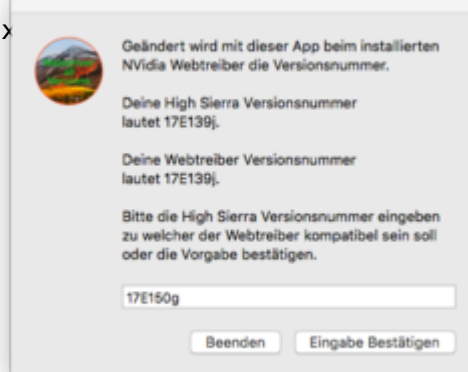 x
Geändert wird mit dieser App beim installierten
NVidia Webtreiber die Versionsnummer.
Deine High Sierra Versionsnummer
lautet 17E139j.
Deine Webtreiber Versionsnummer
lautet 17E139j.
Bitte die High Sierra Versionsnummer eingeben
zu welcher der Webtreiber kompatibel sein soll
oder die Vorgabe bestätigen.
17E150g
Beenden Eingabe Bestätigen